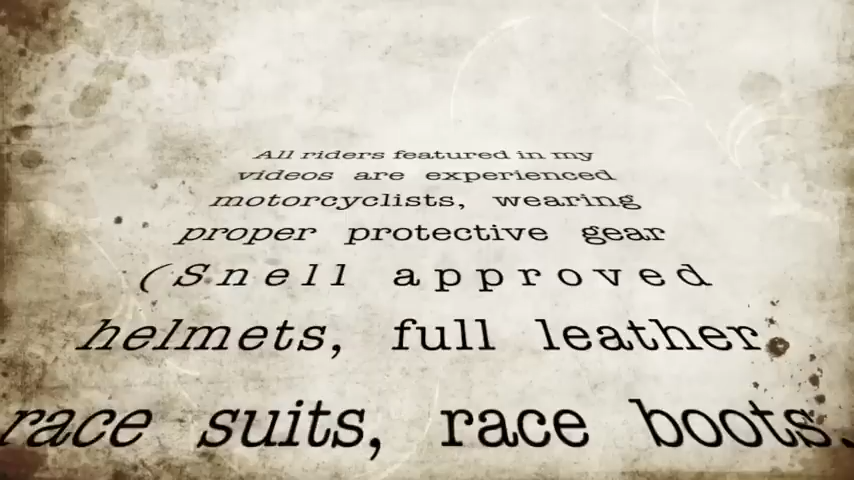 All riders featured in my
videos are experienced
motorcyclists, wearing
proper protective gear
(Snell approved
helmets, full leather
race suits, race boots.